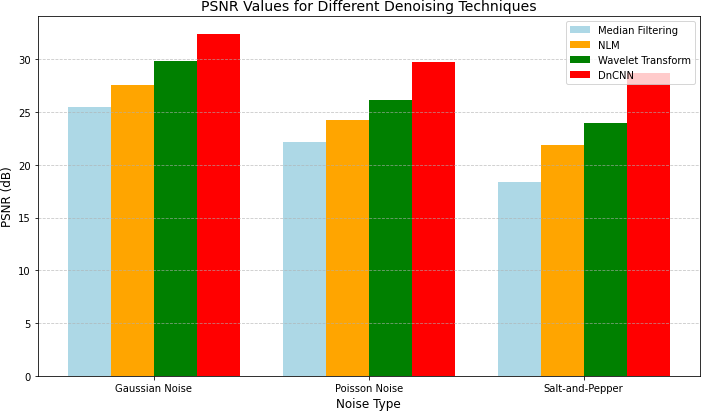 PSNR Values for Different Denoising Techniques
Median Filtering
NLM
Wavelet Transform
DnCNN
PSNR (dB)
30
25
20
15
10
5
0
Gaussian Noise
Poisson Noise
Salt-and-Pepper
Noise Type